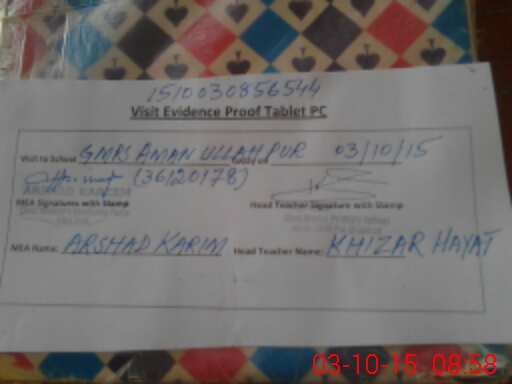 1510030856544
Visit Evidence Proof Tablet PC
Visit to School GMPS AMAN ULLAH PUR 03/10/15
(36120178)
ARSHAD KAREEM
MEA Signatures with Stamp Head Teacher Signature with Stamp
MEA Name: ARSHAD KARIM Head Teacher Name: KHIZAR HAYAT
03-10-15 08:58